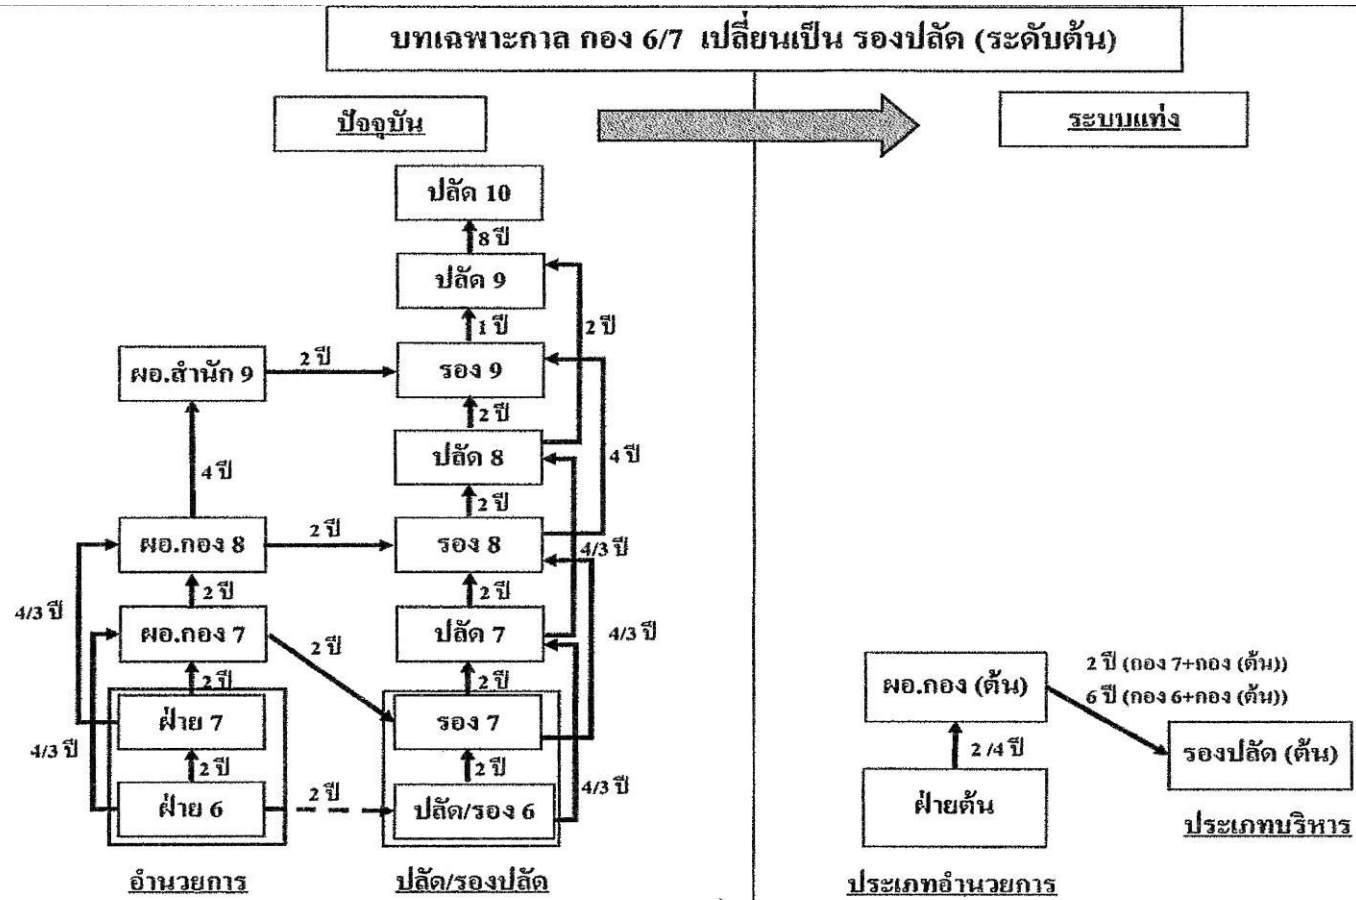 บทเฉพาะกาล กอง 6/7 เปลี่ยนเป็น รองปลัด (ระดับต้น)
ปัจจุบัน
ระบบแท่ง
ปลัด 10
8 ปี
ปลัด 9
1 ปี
2 ปี
ผอ.สำนัก 9
2 ปี
รอง 9
2 ปี
ปลัด 8
4 ปี
4 ปี
2 ปี
ผอ.กอง 8
2 ปี
รอง 8
4/3 ปี
2 ปี
2 ปี
4/3 ปี
ผอ.กอง 7
2 ปี
ปลัด 7
4/3 ปี
2 ปี
2 ปี
ฝ่าย 7
รอง 7
4/3 ปี
2 ปี
2 ปี
4/3 ปี
ฝ่าย 6
2 ปี
ปลัด/รอง 6
อำนวยการ
ปลัด/รองปลัด
ผอ.กอง (ต้น)
2 ปี (กอง 7+กอง (ต้น))
6 ปี (กอง 6+กอง (ต้น))
2 /4 ปี
รองปลัด (ต้น)
ฝ่ายต้น
ประเภทบริหาร
ประเภทอำนวยการ